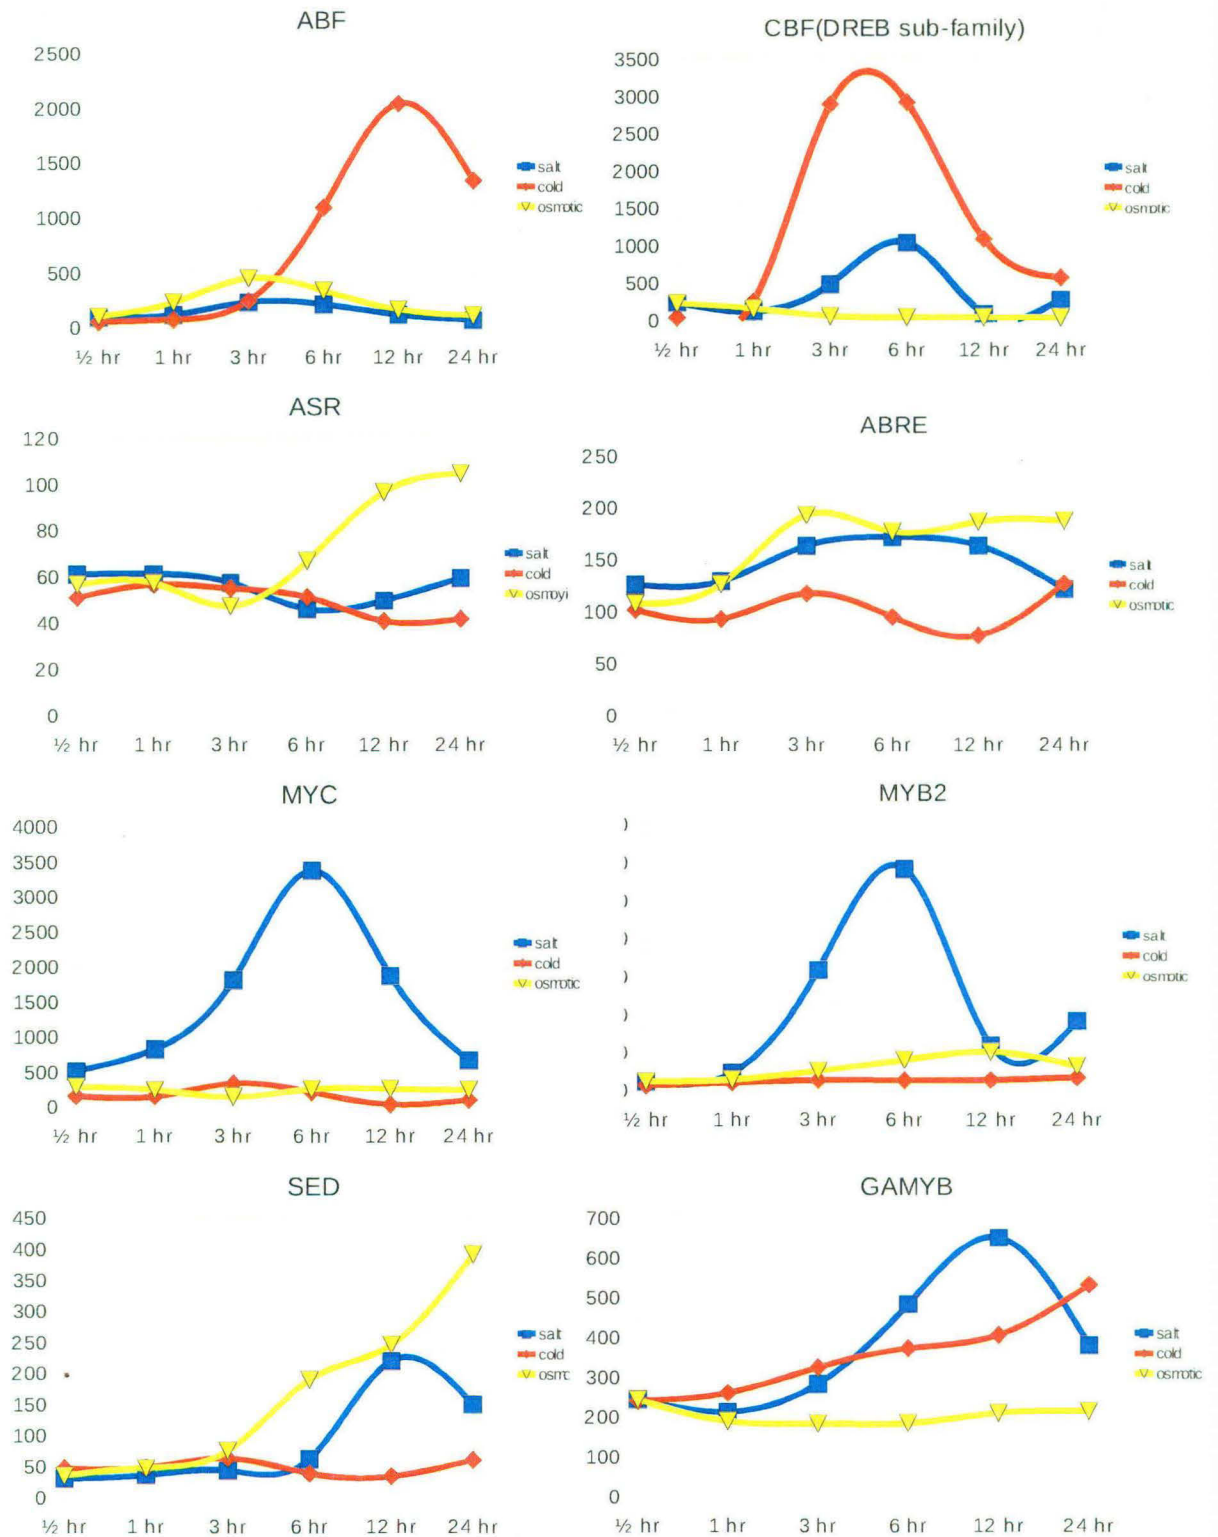 ABF
2500
2000
1500
1000
500
0
½ hr 1 hr 3 hr 6 hr 12 hr 24 hr
salt
cold
osmotic
CBF(DREB sub-family)
3500
3000
2500
2000
1500
1000
500
0
½ hr 1 hr 3 hr 6 hr 12 hr 24 hr
salt
cold
osmotic
ASR
120
100
80
60
40
20
0
½ hr 1 hr 3 hr 6 hr 12 hr 24 hr
salt
cold
osmoyi
ABRE
250
200
150
100
50
0
½ hr 1 hr 3 hr 6 hr 12 hr 24 hr
salt
cold
osmotic
MYC
4000
3500
3000
2500
2000
1500
1000
500
0
½ hr 1 hr 3 hr 6 hr 12 hr 24 hr
salt
cold
osmotic
MYB2
½ hr 1 hr 3 hr 6 hr 12 hr 24 hr
salt
cold
osmotic
SED
450
400
350
300
250
200
150
100
50
0
½ hr 1 hr 3 hr 6 hr 12 hr 24 hr
salt
cold
GAMYB
700
600
500
400
300
200
100
0
½ hr 1 hr 3 hr 6 hr 12 hr 24 hr
salt
cold
osmotic